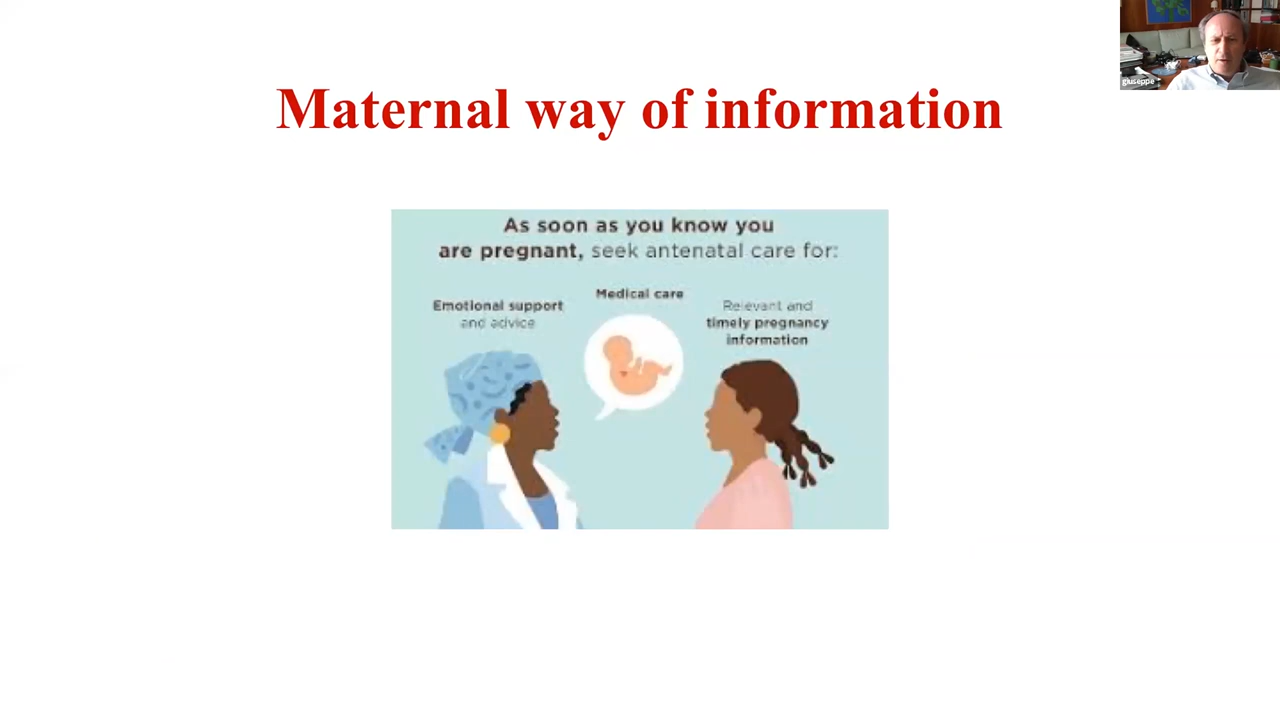 Maternal way of information
giuseppe
As soon as you know you
are pregnant, seek antenatal care for:
Emotional support
and advice
Medical care
Relevant and
timely pregnancy
information